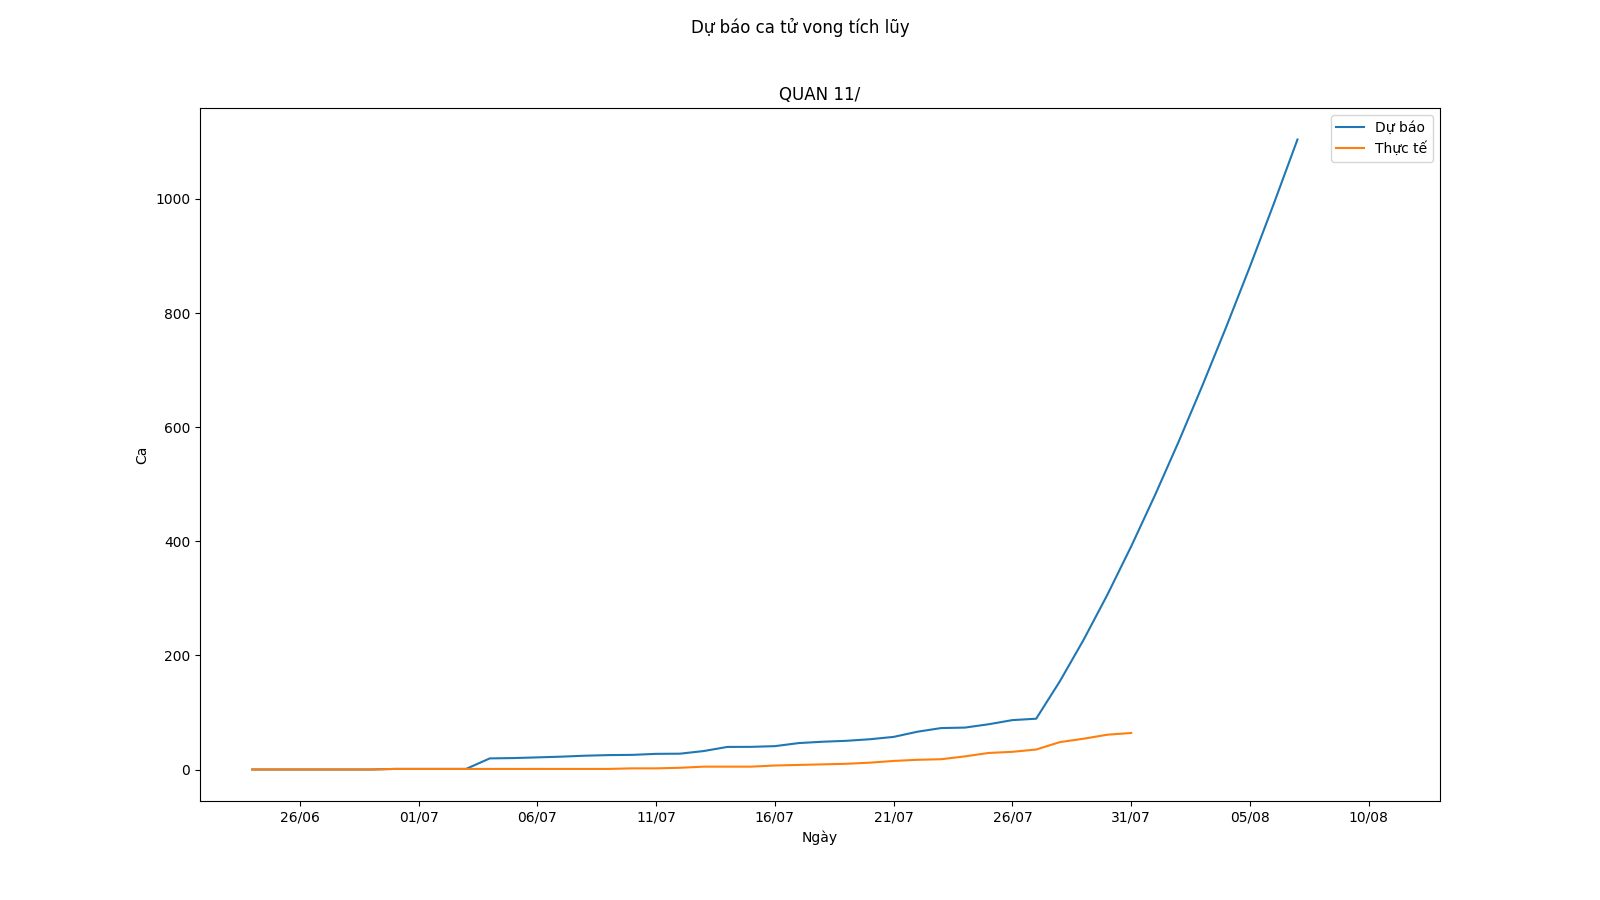 Dự báo ca tử vong tích lũy
QUAN 11/
Dự báo
Thực tế
1000
800
600
400
200
0
Ca
26/06 01/07 06/07 11/07 16/07 21/07 26/07 31/07 05/08 10/08
Ngày